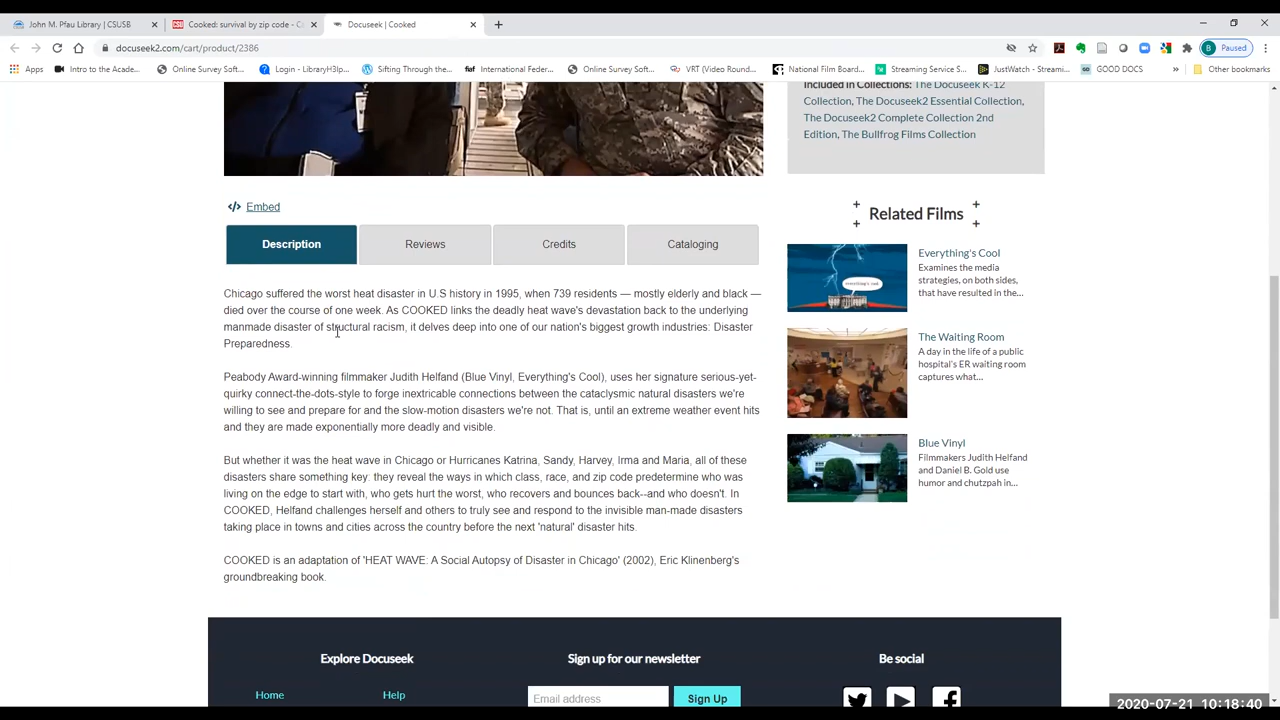 John M. Pfau Library | CSUSB
Cooked: survival by zip code - C
Docuseek | Cooked
docuseek2.com/cart/product/2386
B
Paused
Apps
Intro to the Acade...
Online Survey Soft...
Login - LibraryH3lp...
Sifting Through the...
International Feder...
Online Survey Soft...
VRT (Video Round...
National Film Board...
Streaming Service S...
JustWatch - Streami...
GOOD DOCS
Other bookmarks
Included in Collections: The Docuseek K-12
Collection, The Docuseek2 Essential Collection,
The Docuseek2 Complete Collection 2nd
Edition, The Bullfrog Films Collection
Embed
Description
Reviews
Credits
Cataloging
Chicago suffered the worst heat disaster in U.S history in 1995, when 739 residents — mostly elderly and black —
died over the course of one week. As COOKED links the deadly heat wave's devastation back to the underlying
manmade disaster of structural racism, it delves deep into one of our nation's biggest growth industries: Disaster
Preparedness.
Peabody Award-winning filmmaker Judith Helfand (Blue Vinyl, Everything's Cool), uses her signature serious-yet-
quirky connect-the-dots-style to forge inextricable connections between the cataclysmic natural disasters we're
willing to see and prepare for and the slow-motion disasters we're not. That is, until an extreme weather event hits
and they are made exponentially more deadly and visible.
But whether it was the heat wave in Chicago or Hurricanes Katrina, Sandy, Harvey, Irma and Maria, all of these
disasters share something key: they reveal the ways in which class, race, and zip code predetermine who was
living on the edge to start with, who gets hurt the worst, who recovers and bounces back--and who doesn't. In
COOKED, Helfand challenges herself and others to truly see and respond to the invisible man-made disasters
taking place in towns and cities across the country before the next 'natural' disaster hits.
COOKED is an adaptation of 'HEAT WAVE: A Social Autopsy of Disaster in Chicago' (2002), Eric Klinenberg's
groundbreaking book.
Related Films
everything's cool
Everything's Cool
Examines the media
strategies, on both sides,
that have resulted in the...
The Waiting Room
A day in the life of a public
hospital's ER waiting room
captures what...
Blue Vinyl
Filmmakers Judith Helfand
and Daniel B. Gold use
humor and chutzpah in...
Explore Docuseek
Home
Help
Sign up for our newsletter
Email address
Sign Up
Be social
2020-07-21 10:18:40